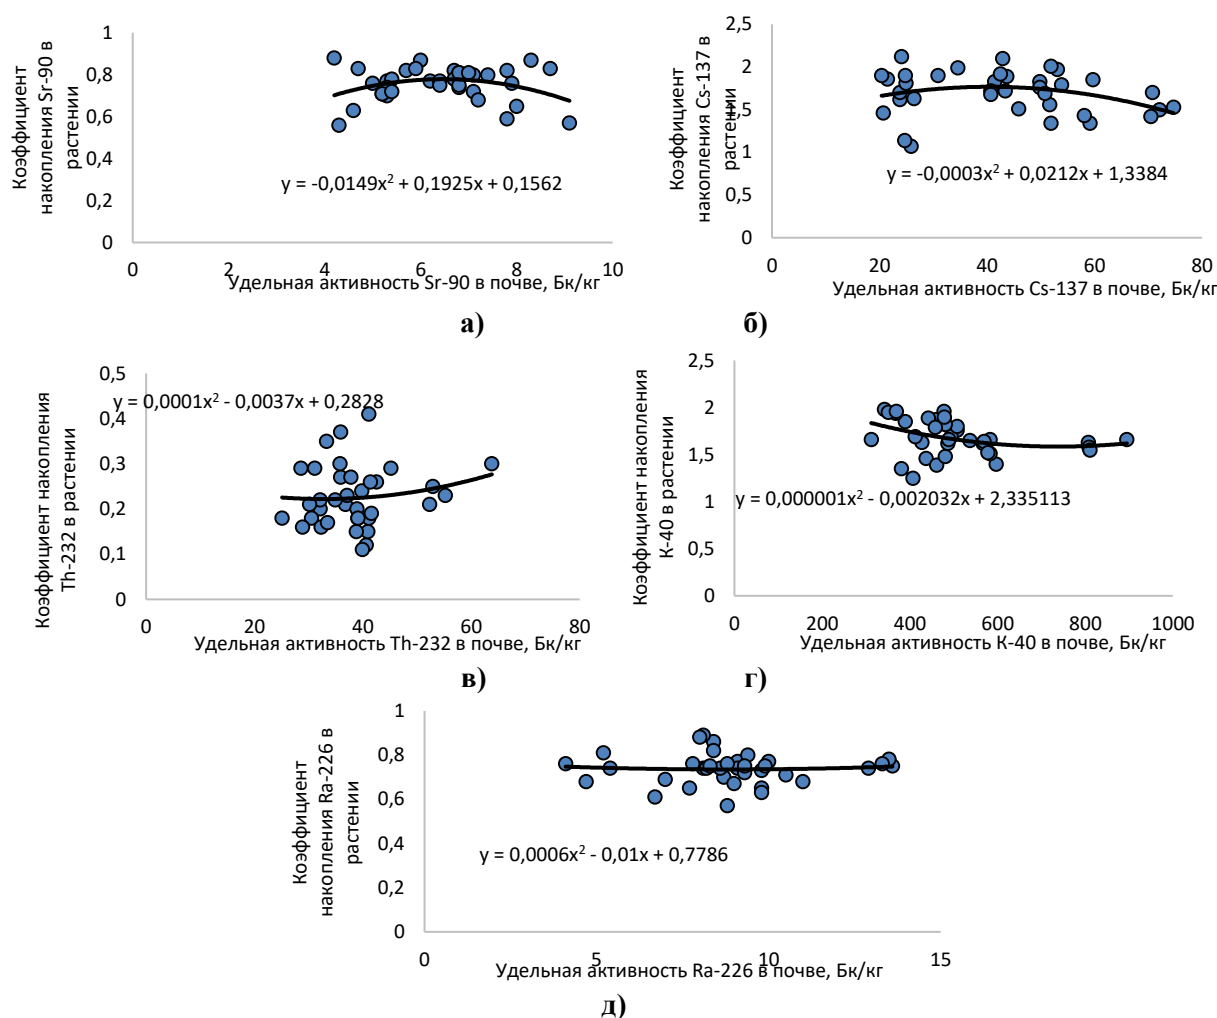 Коэффициент
накопления Sr-90 в
растении
1
0,8
0,6
0,4
0,2
0
y = -0,0149x² + 0,1925x + 0,1562
0 2 4 6 8 10
Удельная активность Sr-90 в почве, Бк/кг
а)
Коэффициент
накопления Cs-137 в
растении
2,5
2
1,5
1
0,5
0
y = -0,0003x² + 0,0212x + 1,3384
0 20 40 60 80
Удельная активность Cs-137 в почве, Бк/кг
б)
Коэффициент накопления
Th-232 в растении
0,5
0,4
0,3
0,2
0,1
0
y = 0,0001x² - 0,0037x + 0,2828
0 20 40 60 80
Удельная активность Th-232 в почве, Бк/кг
в)
Коэффициент накопления
К-40 в растении
2,5
2
1,5
1
0,5
0
y = 0,000001x² - 0,002032x + 2,335113
0 200 400 600 800 1000
Удельная активность К-40 в почве, Бк/кг
г)
Коэффициент
накопления Ra-226 в
растении
1
0,8
0,6
0,4
0,2
0
y = 0,0006x² - 0,01x + 0,7786
0 5 10 15
Удельная активность Ra-226 в почве, Бк/кг
д)